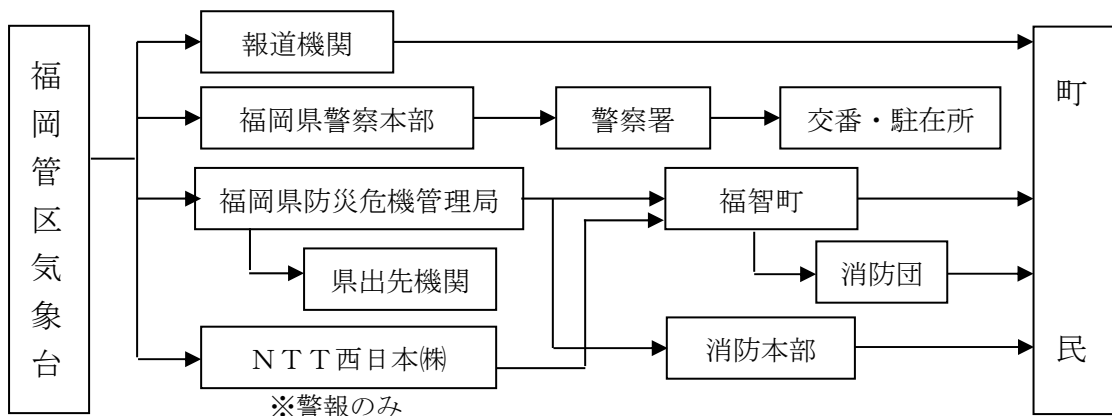 福岡管区気象台
報道機関
町民
福岡県警察本部
警察署
交番・駐在所
福岡県防災危機管理局
福智町
県出先機関
消防団
ＮＴＴ西日本㈱
消防本部
※警報のみ